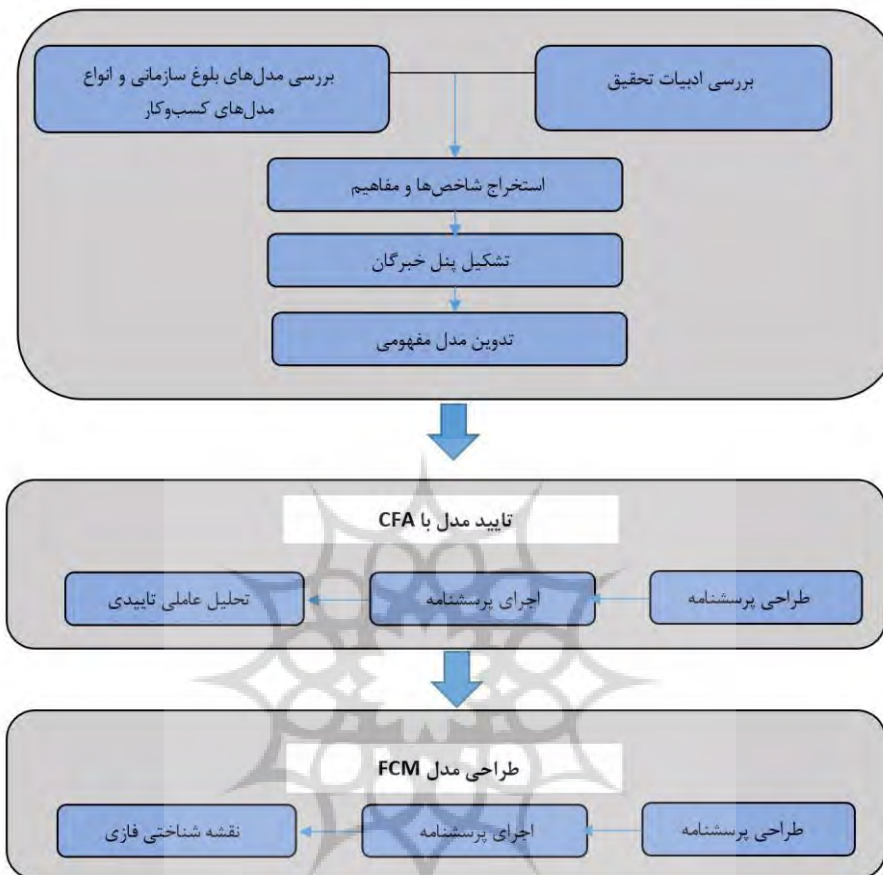 بررسی ادبیات تحقیق
بررسی مدل‌های بلوغ سازمانی و انواع
مدل‌های کسب‌وکار
استخراج شاخص‌ها و مفاهیم
تشکیل پنل خبرگان
تدوین مدل مفهومی
تایید مدل با CFA
طراحی پرسشنامه
اجرای پرسشنامه
تحلیل عاملی تاییدی
طراحی مدل FCM
طراحی پرسشنامه
اجرای پرسشنامه
نقشه شناختی فازی